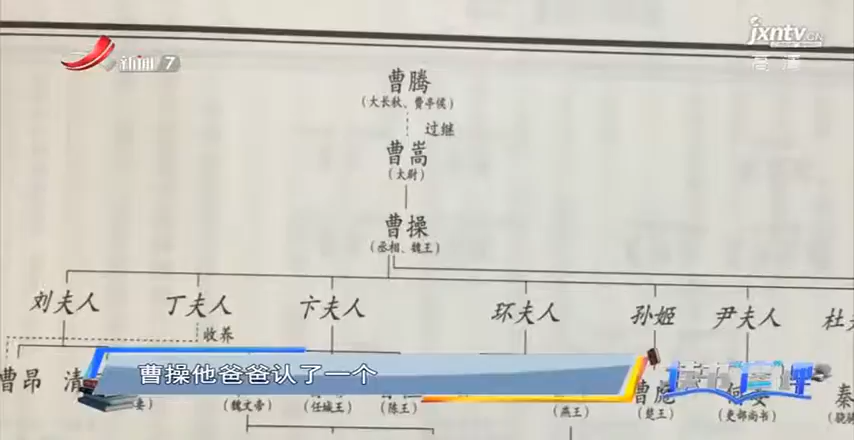 jxntv.CN
高清
新闻 7
曹腾
(大长秋、费亭侯)
过继
曹嵩
(太尉)
曹操
(丞相、魏王)
刘夫人 丁夫人 卞夫人 环夫人 孙姬 尹夫人
收养
曹昂 清
曹彪
(魏文帝) (任城王) (陈王) (燕王) (楚王) (吏部尚书)
曹操他爸爸认了一个